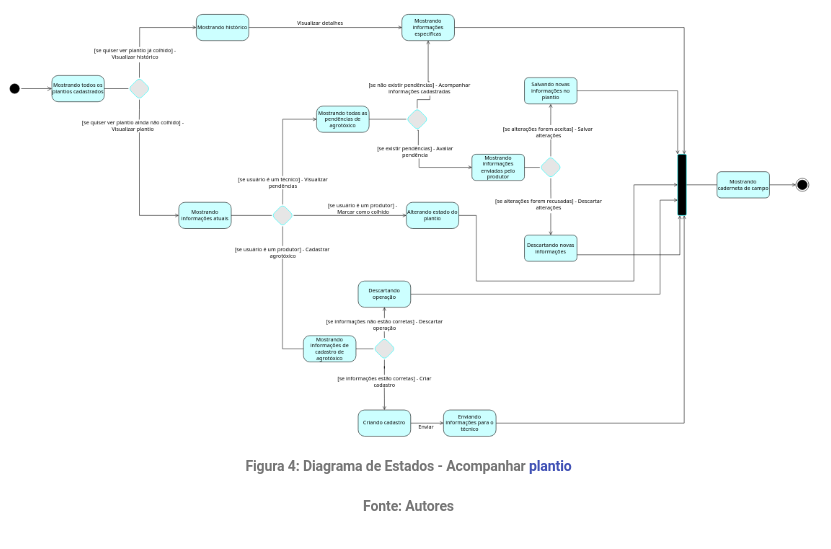 Mostrando histórico
Visualizar detalhes
Mostrando
informações
específicas
[se quiser ver plantio já colhido] -
Visualizar histórico
Mostrando todos os
plantios cadastrados
[se quiser ver plantio ainda não colhido] -
Visualizar plantio
[se não existir pendências] - Acompanhar
informações cadastradas
Mostrando todas as
pendências de
agrotóxico
[se existir pendências] - Avaliar
pendência
Salvando novas
informações no
plantio
[se alterações forem aceitas] - Salvar
alterações
Mostrando
informações
enviadas pelo
produtor
[se alterações forem recusadas] - Descartar
alterações
Descartando novas
informações
[se usuário é um técnico] - Visualizar
pendências
Mostrando
informações atuais
[se usuário é um produtor] -
Marcar como colhido
Alterando estado do
plantio
[se usuário é um produtor] - Cadastrar
agrotóxico
Mostrando
caderneta de campo
Descartando
operação
[se informações não estão corretas] - Descartar
operação
Mostrando
informações de
cadastro de
agrotóxico
[se informações estão corretas] - Criar
cadastro
Criando cadastro
Enviar
Enviando
informações para o
técnico
Figura 4: Diagrama de Estados - Acompanhar plantio
Fonte: Autores